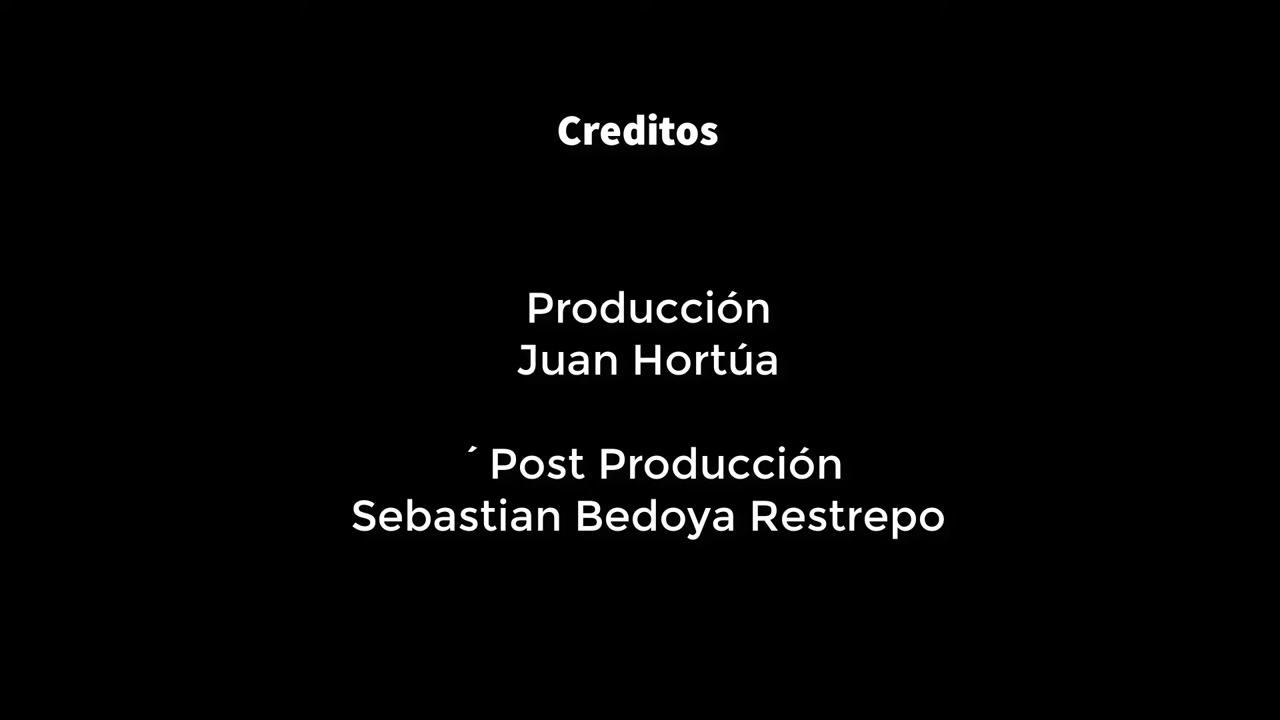 Creditos
Producción
Juan Hortúa
´Post Producción
Sebastian Bedoya Restrepo